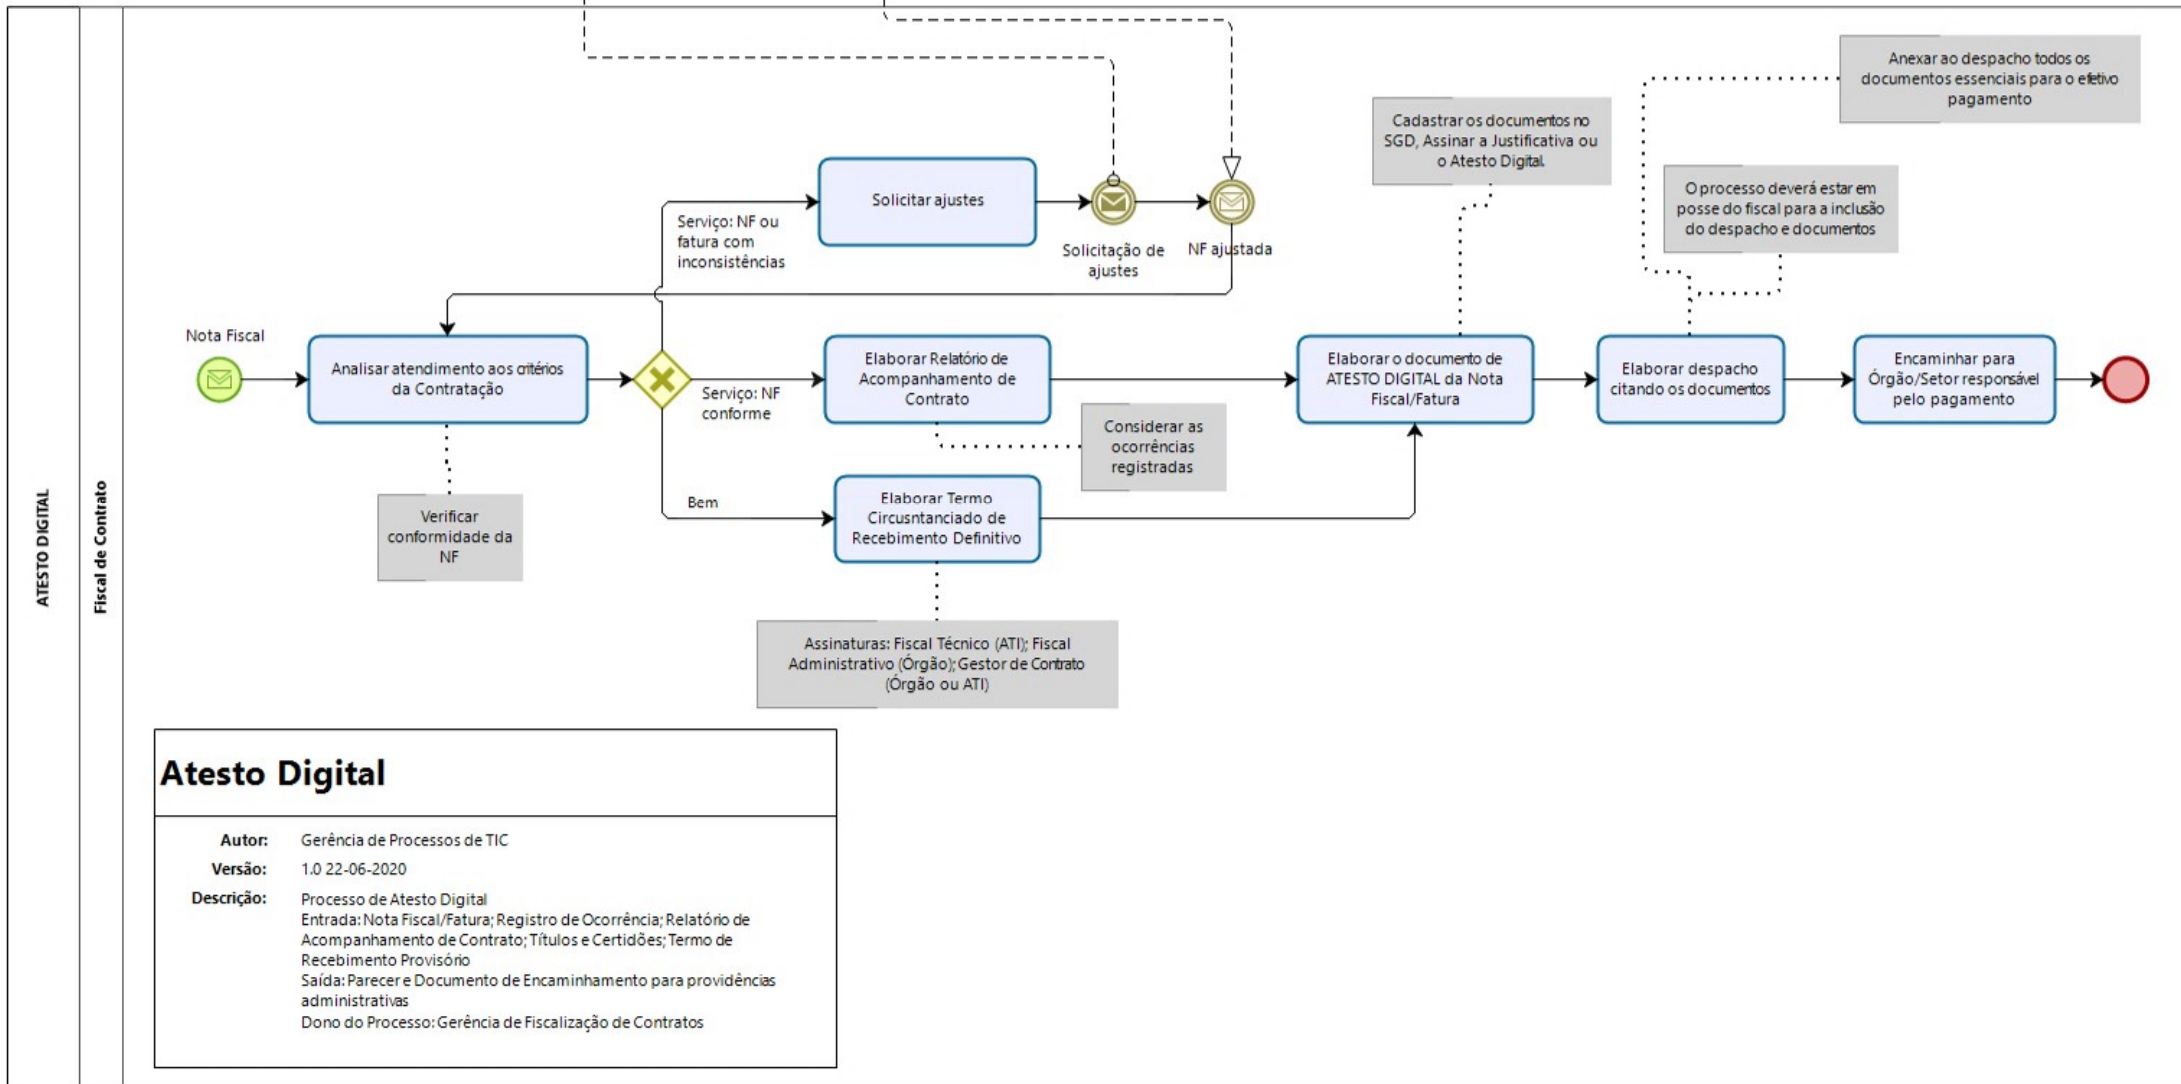 ATESTO DIGITAL
Fiscal de Contrato
Anexar ao despacho todos os
documentos essenciais para o efetivo
pagamento
Cadastrar os documentos no
SGD, Assinar a Justificativa ou
o Atesto Digital.
O processo deverá estar em
posse do fiscal para a inclusão
do despacho e documentos
Solicitar ajustes
Serviço: NF ou
fatura com
inconsistências
Solicitação de
ajustes
NF ajustada
Nota Fiscal
Analisar atendimento aos critérios
da Contratação
Serviço: NF
conforme
Elaborar Relatório de
Acompanhamento de
Contrato
Elaborar o documento de
ATESTO DIGITAL da Nota
Fiscal/Fatura
Elaborar despacho
citando os documentos
Encaminhar para
Órgão/Setor responsável
pelo pagamento
Considerar as
ocorrências
registradas
Verificar
conformidade da
NF
Bem
Elaborar Termo
Circusntanciado de
Recebimento Definitivo
Assinaturas: Fiscal Técnico (ATI); Fiscal
Administrativo (Órgão); Gestor de Contrato
(Órgão ou ATI)
Atesto Digital
Autor: Gerência de Processos de TIC
Versão: 1.0 22-06-2020
Descrição: Processo de Atesto Digital
Entrada: Nota Fiscal/Fatura; Registro de Ocorrência; Relatório de
Acompanhamento de Contrato; Títulos e Certidões; Termo de
Recebimento Provisório
Saída: Parecer e Documento de Encaminhamento para providências
administrativas
Dono do Processo: Gerência de Fiscalização de Contratos